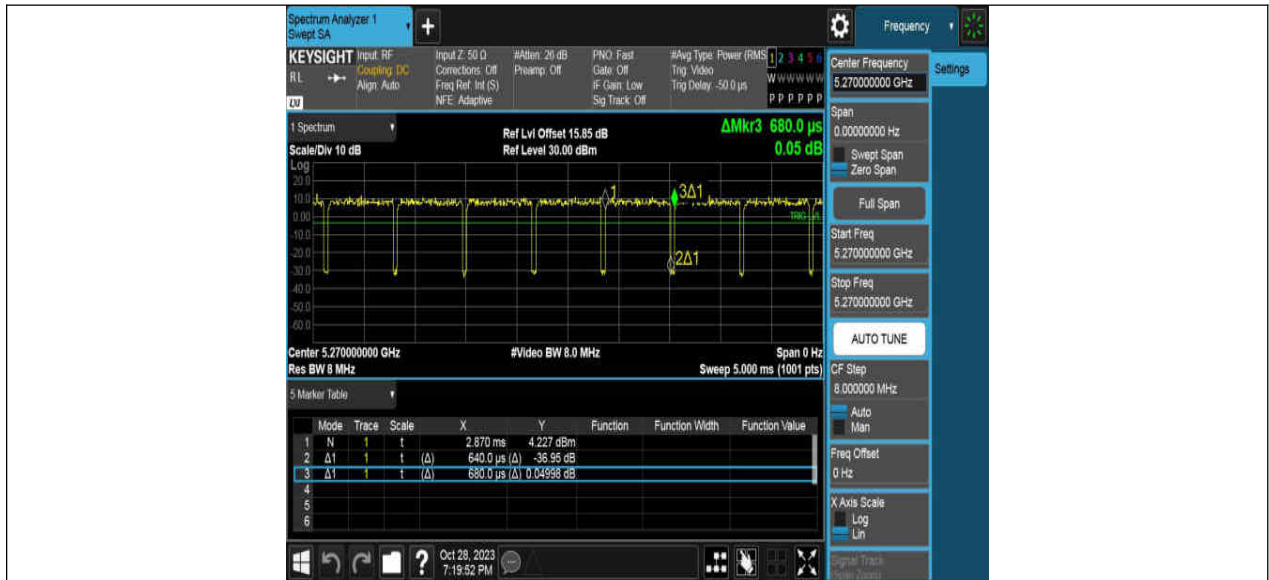 Spectrum Analyzer 1
Swept SA
+
Frequency
KEYSIGHT Input: RF
Coupling: DC
Align: Auto
RL
LXI
Input Z: 50 Ω
Corrections: Off
Freq Ref: Int (S)
NFE: Adaptive
#Atten: 26 dB
Preamp: Off
PNO: Fast
Gate: Off
IF Gain: Low
Sig Track: Off
#Avg Type: Power (RMS
Trig: Video
Trig Delay: -50.0 µs
1 2 3 4 5 6
W W W W W W
P P P P P P
Center Frequency
5.270000000 GHz
Settings
Span
0.00000000 Hz
Swept Span
Zero Span
Full Span
Start Freq
5.270000000 GHz
Stop Freq
5.270000000 GHz
AUTO TUNE
CF Step
8.000000 MHz
Auto
Man
Freq Offset
0 Hz
X Axis Scale
Log
Lin
Signal Track
(Span Zoom)
1 Spectrum
Scale/Div 10 dB
Ref Lvl Offset 15.85 dB
Ref Level 30.00 dBm
ΔMkr3 680.0 µs
0.05 dB
Log
20.0
10.0
0.00
-10.0
-20.0
-30.0
-40.0
-50.0
-60.0
1
3Δ1
2Δ1
Center 5.270000000 GHz
Res BW 8 MHz
#Video BW 8.0 MHz
Span 0 Hz
Sweep 5.000 ms (1001 pts)
5 Marker Table
Mode Trace Scale X Y Function Function Width Function Value
1 N 1 t 2.870 ms 4.227 dBm
2 Δ1 1 t (Δ) 640.0 µs (Δ) -36.95 dB
3 Δ1 1 t (Δ) 680.0 µs (Δ) 0.04998 dB
4
5
6
?
Oct 28, 2023
7:19:52 PM